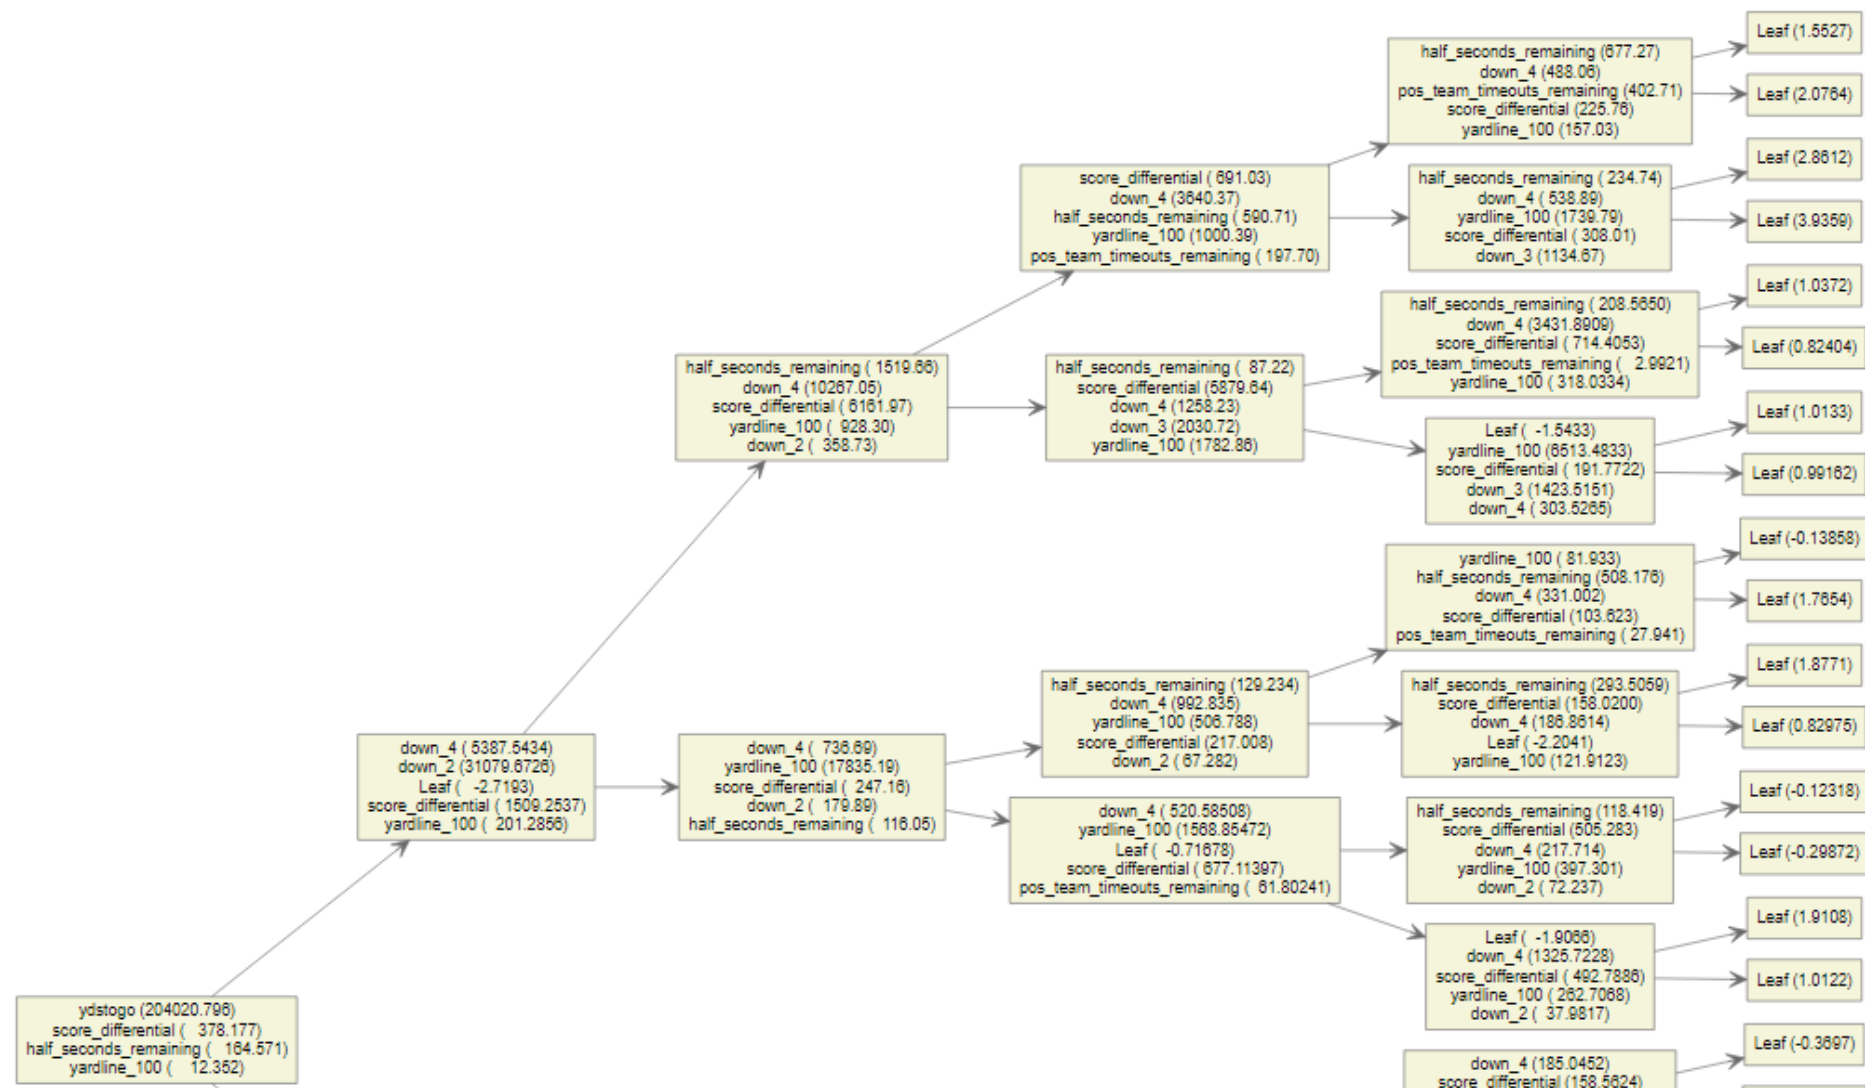 ydstogo (204020.796)
score_differential ( 378.177)
half_seconds_remaining ( 164.571)
yardline_100 ( 12.352)
down_4 ( 5387.5434)
down_2 (31079.6726)
Leaf ( -2.7193)
score_differential ( 1509.2537)
yardline_100 ( 201.2856)
half_seconds_remaining ( 1519.66)
down_4 (10267.05)
score_differential ( 6161.97)
yardline_100 ( 928.30)
down_2 ( 358.73)
down_4 ( 736.69)
yardline_100 (17835.19)
score_differential ( 247.16)
down_2 ( 179.89)
half_seconds_remaining ( 116.05)
score_differential ( 691.03)
down_4 (3640.37)
half_seconds_remaining ( 590.71)
yardline_100 (1000.39)
pos_team_timeouts_remaining ( 197.70)
half_seconds_remaining ( 87.22)
score_differential (5879.64)
down_4 (1258.23)
down_3 (2030.72)
yardline_100 (1782.86)
half_seconds_remaining (129.234)
down_4 (992.835)
yardline_100 (506.788)
score_differential (217.008)
down_2 ( 67.282)
down_4 ( 520.58508)
yardline_100 (1568.85472)
Leaf ( -0.71678)
score_differential ( 677.11397)
pos_team_timeouts_remaining ( 61.80241)
half_seconds_remaining (677.27)
down_4 (488.06)
pos_team_timeouts_remaining (402.71)
score_differential (225.76)
yardline_100 (157.03)
half_seconds_remaining ( 234.74)
down_4 ( 538.89)
yardline_100 (1739.79)
score_differential ( 308.01)
down_3 (1134.67)
half_seconds_remaining ( 208.5650)
down_4 (3431.8909)
score_differential ( 714.4053)
pos_team_timeouts_remaining ( 2.9921)
yardline_100 ( 318.0334)
Leaf ( -1.5433)
yardline_100 (6513.4833)
score_differential ( 191.7722)
down_3 (1423.5151)
down_4 ( 303.5265)
yardline_100 ( 81.933)
half_seconds_remaining (508.176)
down_4 (331.002)
score_differential (103.623)
pos_team_timeouts_remaining ( 27.941)
half_seconds_remaining (293.5059)
score_differential (158.0200)
down_4 (186.8614)
Leaf ( -2.2041)
yardline_100 (121.9123)
half_seconds_remaining (118.419)
score_differential (505.283)
down_4 (217.714)
yardline_100 (397.301)
down_2 ( 72.237)
Leaf ( -1.9066)
down_4 (1325.7228)
score_differential ( 492.7886)
yardline_100 ( 262.7068)
down_2 ( 37.9817)
down_4 (185.0452)
score_differential (158.5624)
Leaf (1.5527)
Leaf (2.0764)
Leaf (2.8612)
Leaf (3.9359)
Leaf (1.0372)
Leaf (0.82404)
Leaf (1.0133)
Leaf (0.99162)
Leaf (-0.13858)
Leaf (1.7654)
Leaf (1.8771)
Leaf (0.82975)
Leaf (-0.12318)
Leaf (-0.29872)
Leaf (1.9108)
Leaf (1.0122)
Leaf (-0.3697)